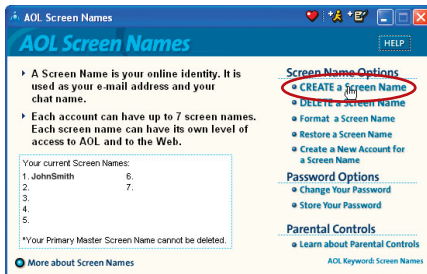 AOL Screen Names
AOL Screen Names
HELP
A Screen Name is your online identity. It is
used as your e-mail address and your
chat name.
Each account can have up to 7 screen names.
Each screen name can have its own level of
access to AOL and to the Web.
Your current Screen Names:
1. JohnSmith 6.
2. 7.
3.
4.
5.
*Your Primary Master Screen Name cannot be deleted.
More about Screen Names
Screen Name Options
CREATE a Screen Name
DELETE a Screen Name
Format a Screen Name
Restore a Screen Name
Create a New Account for
a Screen Name
Password Options
Change Your Password
Store Your Password
Parental Controls
Learn about Parental Controls
AOL Keyword: Screen Names